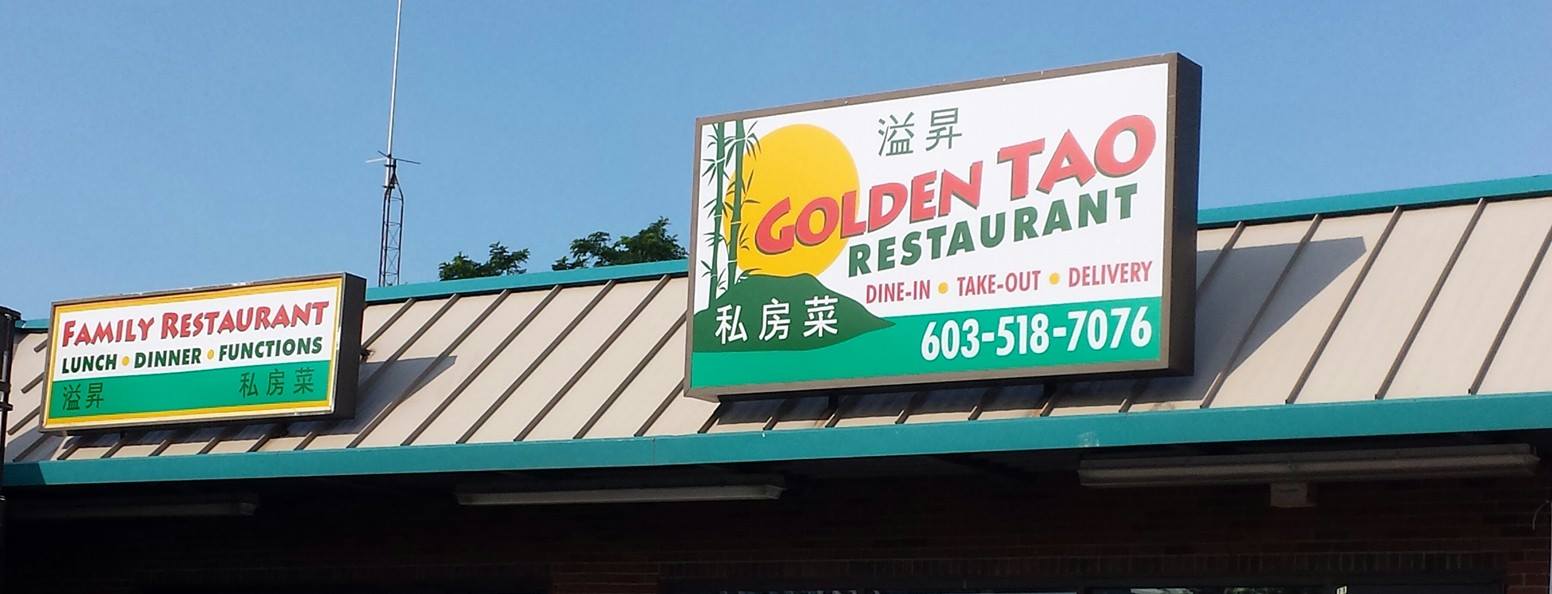 FAMILY RESTAURANT
LUNCH • DINNER • FUNCTIONS
溢昇 私房菜
溢昇
GOLDEN TAO
RESTAURANT
DINE-IN • TAKE-OUT • DELIVERY
私房菜
603-518-7076